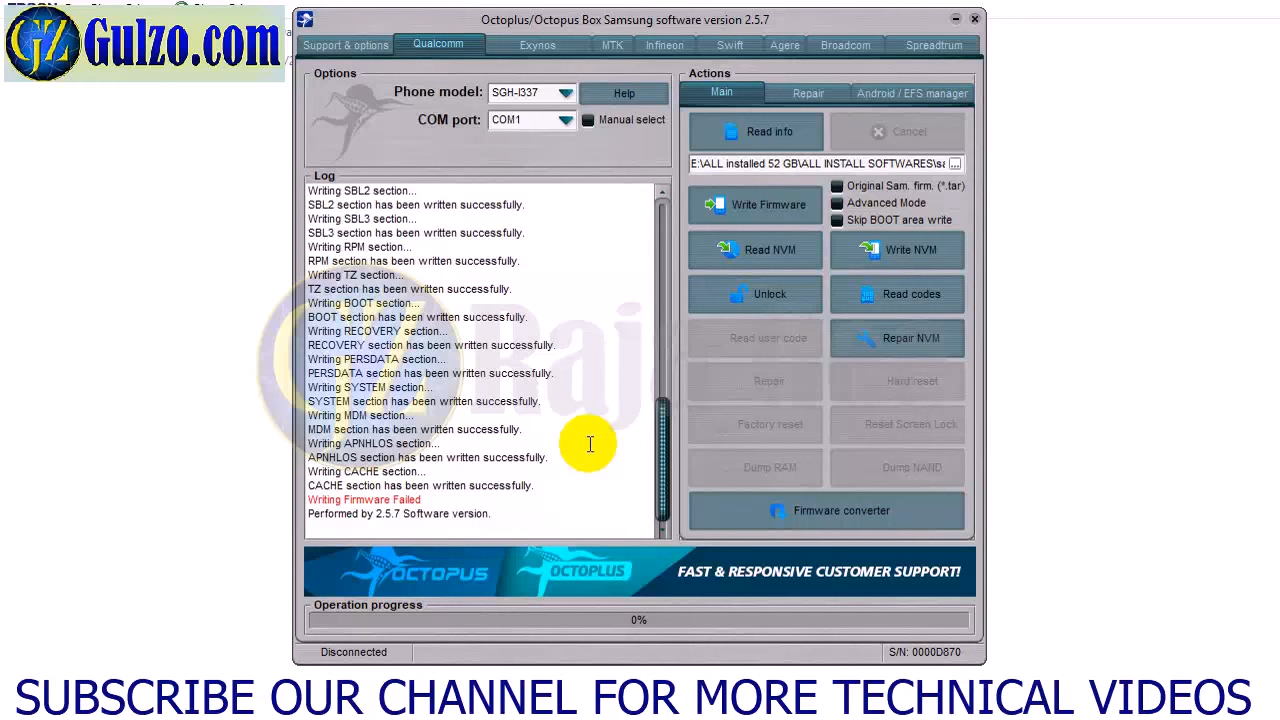 GZ Gulzo.com
Octoplus/Octopus Box Samsung software version 2.5.7
Support & options
Qualcomm
Exynos
MTK
Infineon
Swift
Agere
Broadcom
Spreadtrum
Options
Phone model:
SGH-I337
Help
COM port:
COM1
Manual select
Log
Writing SBL2 section...
SBL2 section has been written successfully.
Writing SBL3 section...
SBL3 section has been written successfully.
Writing RPM section...
RPM section has been written successfully.
Writing TZ section...
TZ section has been written successfully.
Writing BOOT section...
BOOT section has been written successfully.
Writing RECOVERY section...
RECOVERY section has been written successfully.
Writing PERSDATA section...
PERSDATA section has been written successfully.
Writing SYSTEM section...
SYSTEM section has been written successfully.
Writing MDM section...
MDM section has been written successfully.
Writing APNHLOS section...
APNHLOS section has been written successfully.
Writing CACHE section...
CACHE section has been written successfully.
Writing Firmware Failed
Performed by 2.5.7 Software version.
Actions
Main
Repair
Android / EFS manager
Read info
Cancel
E:\ALL installed 52 GB\ALL INSTALL SOFTWARES\sa
...
Write Firmware
Original Sam. firm. (*.tar)
Advanced Mode
Skip BOOT area write
Read NVM
Write NVM
Unlock
Read codes
Read user code
Repair NVM
Repair
Hard reset
Factory reset
Reset Screen Lock
Dump RAM
Dump NAND
Firmware converter
OCTOPUS
OCTOPLUS
FAST & RESPONSIVE CUSTOMER SUPPORT!
Operation progress
0%
Disconnected
S/N: 0000D870
SUBSCRIBE OUR CHANNEL FOR MORE TECHNICAL VIDEOS